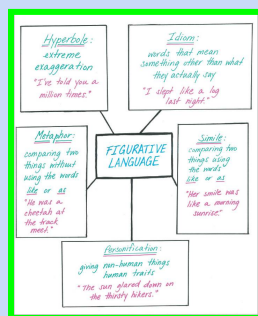 Hyperbole:
extreme
exaggeration
"I've told you a
million times."
Idiom:
words that mean
something other than what
they actually say
"I slept like a log
last night."
Metaphor:
comparing two
things without
using the words
like or as
"He was a
cheetah at
the track
meet."
FIGURATIVE
LANGUAGE
Simile:
comparing two
things using
the words
like or as
"Her smile was
like a morning
sunrise."
Personification:
giving non-human things
human traits
"The sun glared down on
the thirsty hikers."